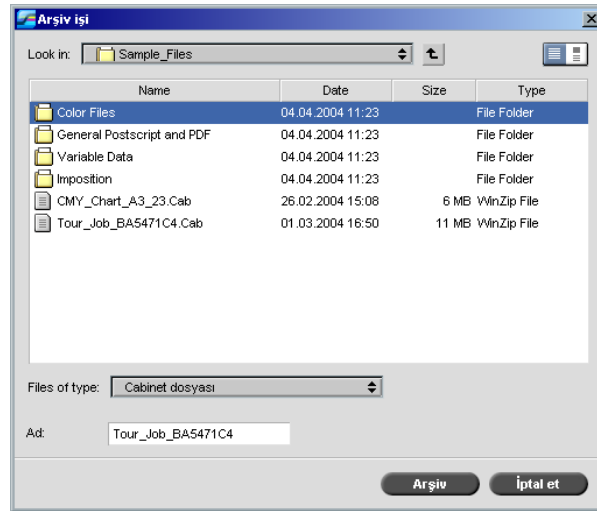 Arşiv işi
Look in: Sample_Files
Name Date Size Type
Color Files 04.04.2004 11:23 File Folder
General Postscript and PDF 04.04.2004 11:23 File Folder
Variable Data 04.04.2004 11:23 File Folder
Imposition 04.04.2004 11:23 File Folder
CMY_Chart_A3_23.Cab 26.02.2004 15:08 6 MB WinZip File
Tour_Job_BA5471C4.Cab 01.03.2004 16:50 11 MB WinZip File
Files of type: Cabinet dosyası
Ad: Tour_Job_BA5471C4
Arşiv İptal et